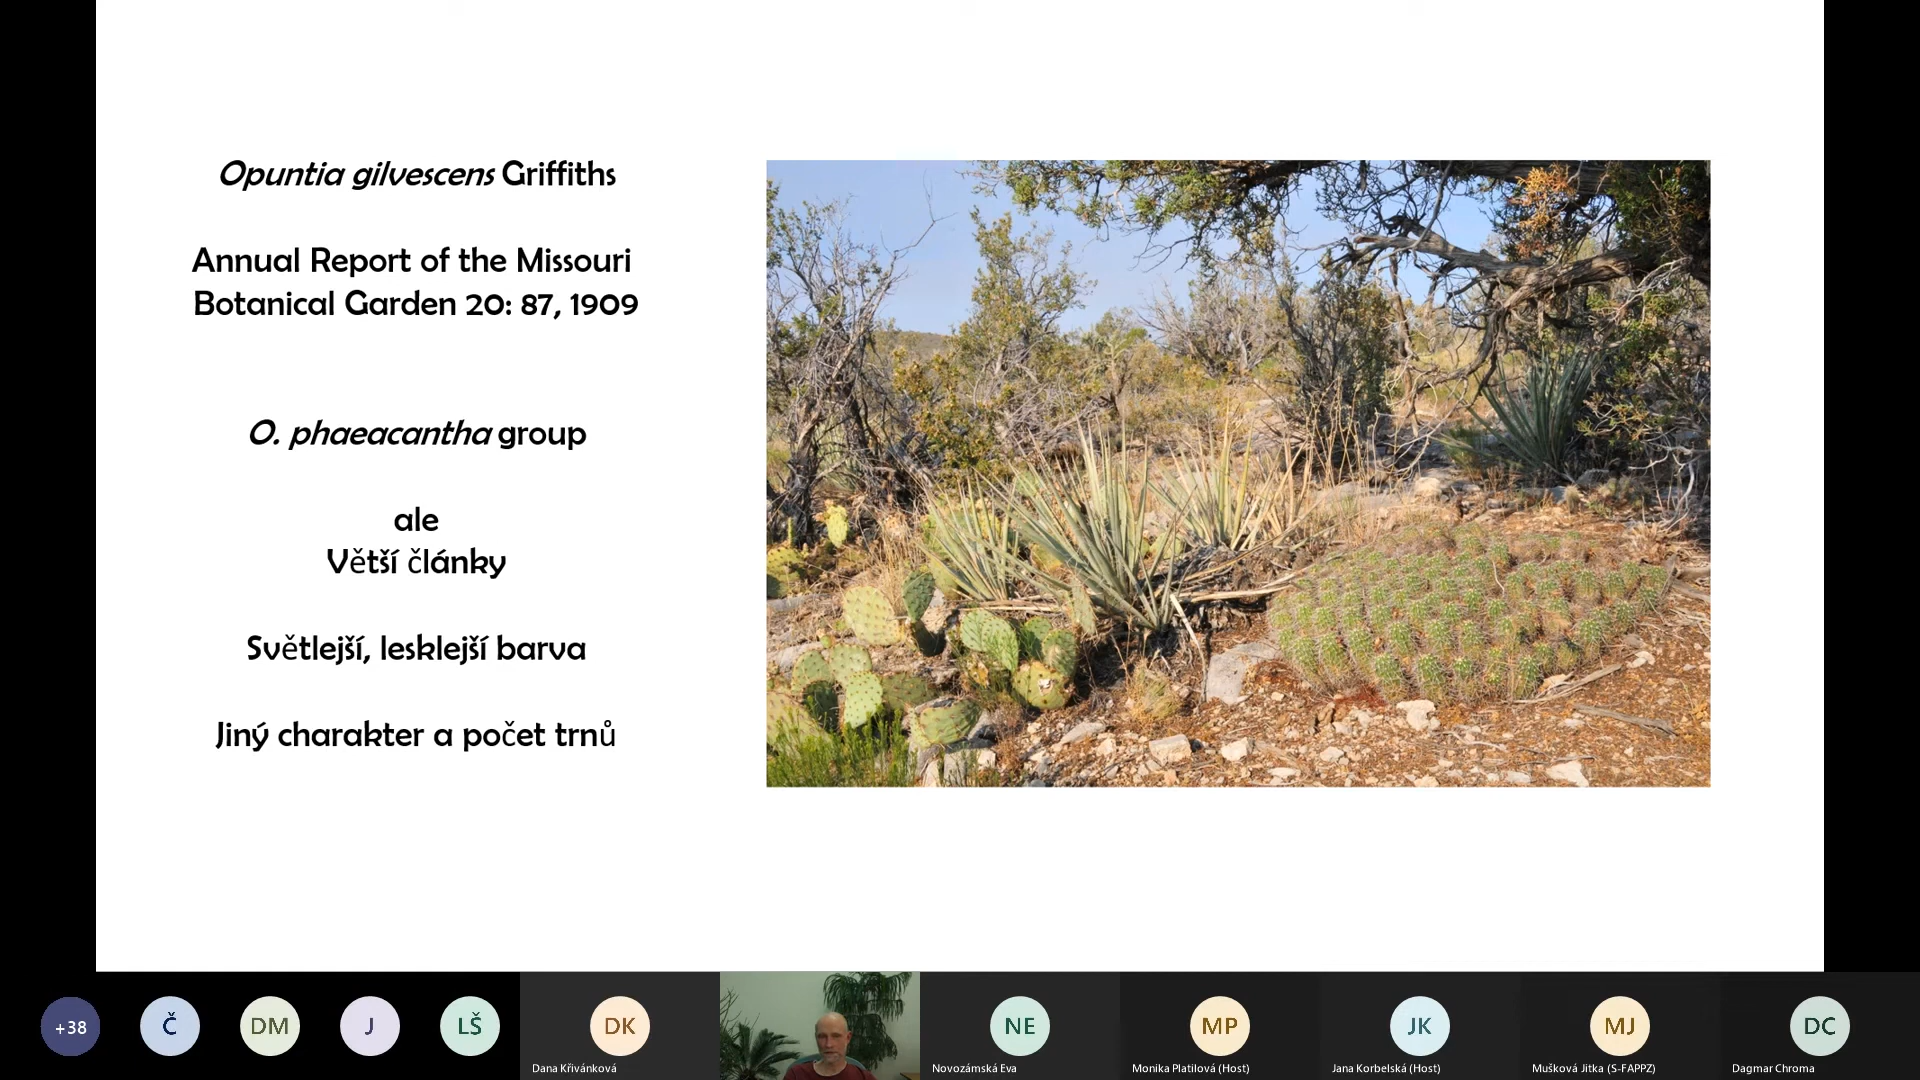 Opuntia gilvescens Griffiths
Annual Report of the Missouri
Botanical Garden 20: 87, 1909
O. phaeacantha group
ale
Větší články
Světlejší, lesklejší barva
Jiný charakter a počet trnů
+38
Č
DM
J
LŠ
DK
NE
MP
JK
MJ
DC
Dana Křivánková
Novozámská Eva
Monika Platilová (Host)
Jana Korbelská (Host)
Mušková Jitka (S-FAPPZ)
Dagmar Chroma